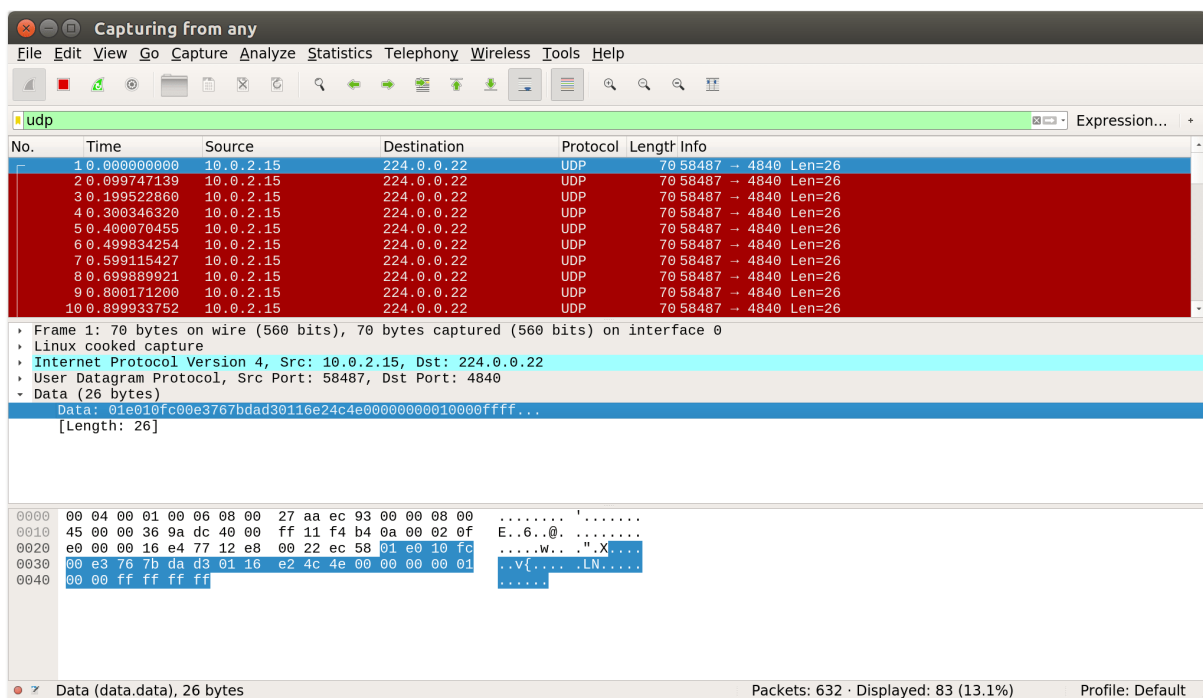 Capturing from any
File Edit View Go Capture Analyze Statistics Telephony Wireless Tools Help
udp Expression... +
No. Time Source Destination Protocol Length Info
1 0.000000000 10.0.2.15 224.0.0.22 UDP 70 58487 → 4840 Len=26
2 0.099747139 10.0.2.15 224.0.0.22 UDP 70 58487 → 4840 Len=26
3 0.199522860 10.0.2.15 224.0.0.22 UDP 70 58487 → 4840 Len=26
4 0.300346320 10.0.2.15 224.0.0.22 UDP 70 58487 → 4840 Len=26
5 0.400070455 10.0.2.15 224.0.0.22 UDP 70 58487 → 4840 Len=26
6 0.499834254 10.0.2.15 224.0.0.22 UDP 70 58487 → 4840 Len=26
7 0.599115427 10.0.2.15 224.0.0.22 UDP 70 58487 → 4840 Len=26
8 0.699889921 10.0.2.15 224.0.0.22 UDP 70 58487 → 4840 Len=26
9 0.800171200 10.0.2.15 224.0.0.22 UDP 70 58487 → 4840 Len=26
10 0.899933752 10.0.2.15 224.0.0.22 UDP 70 58487 → 4840 Len=26
Frame 1: 70 bytes on wire (560 bits), 70 bytes captured (560 bits) on interface 0
Linux cooked capture
Internet Protocol Version 4, Src: 10.0.2.15, Dst: 224.0.0.22
User Datagram Protocol, Src Port: 58487, Dst Port: 4840
Data (26 bytes)
Data: 01e010fc00e3767bdad30116e24c4e00000000010000ffff...
[Length: 26]
0000 00 04 00 01 00 06 08 00 27 aa ec 93 00 00 08 00 ........ '.......
0010 45 00 00 36 9a dc 40 00 ff 11 f4 b4 0a 00 02 0f E..6..@. ........
0020 e0 00 00 16 e4 77 12 e8 00 22 ec 58 01 e0 10 fc .....w.. .".X....
0030 00 e3 76 7b da d3 01 16 e2 4c 4e 00 00 00 00 01 ..v{.... .LN.....
0040 00 00 ff ff ff ff ......
Data (data.data), 26 bytes Packets: 632 · Displayed: 83 (13.1%) Profile: Default